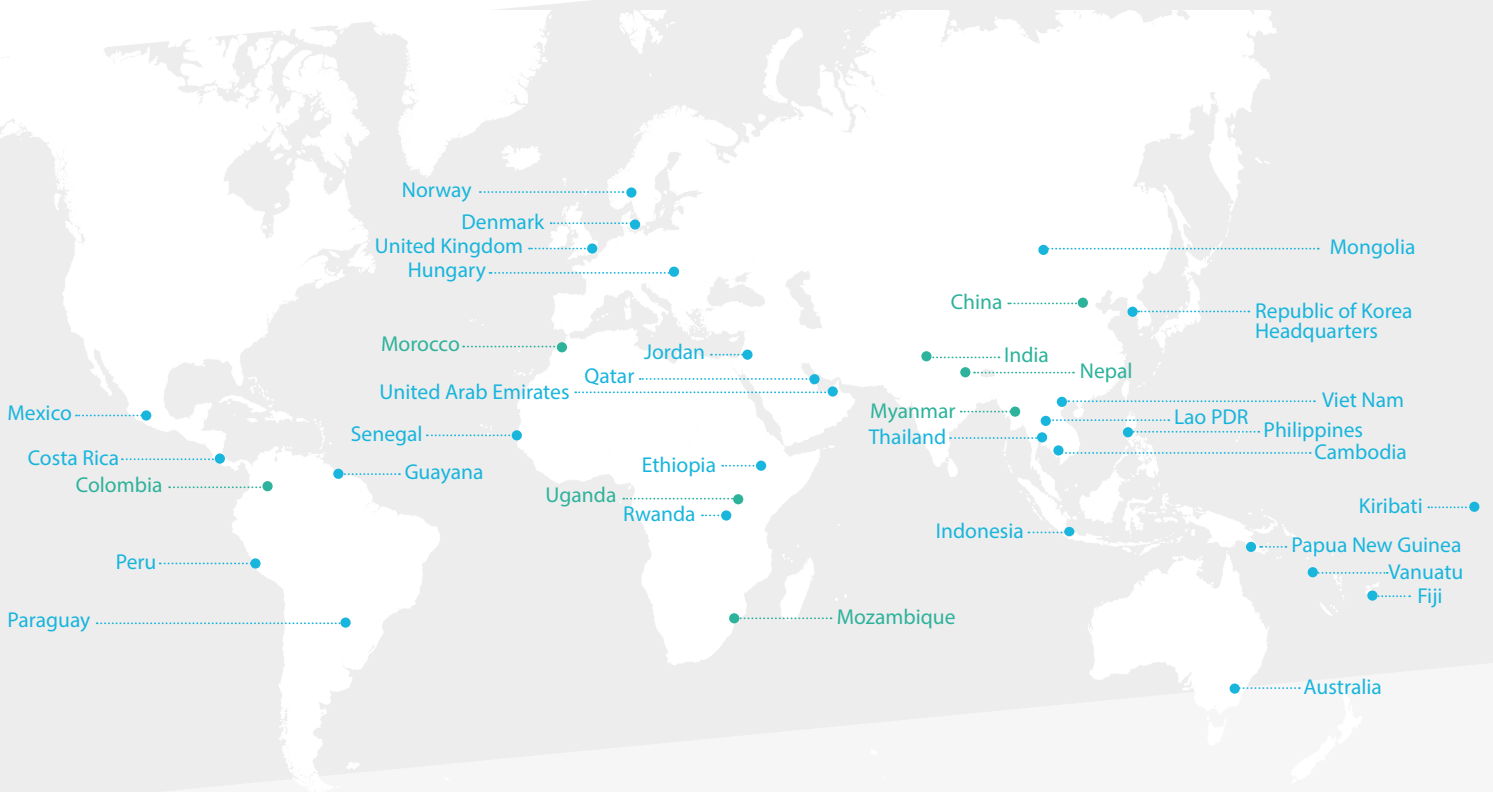 Norway
Denmark
United Kingdom
Hungary
Mongolia
China
Republic of Korea
Headquarters
Morocco
Jordan
India
Qatar
Nepal
United Arab Emirates
Viet Nam
Mexico
Myanmar
Lao PDR
Senegal
Thailand
Philippines
Costa Rica
Cambodia
Ethiopia
Guayana
Colombia
Uganda
Kiribati
Rwanda
Indonesia
Papua New Guinea
Peru
Vanuatu
Fiji
Paraguay
Mozambique
Australia